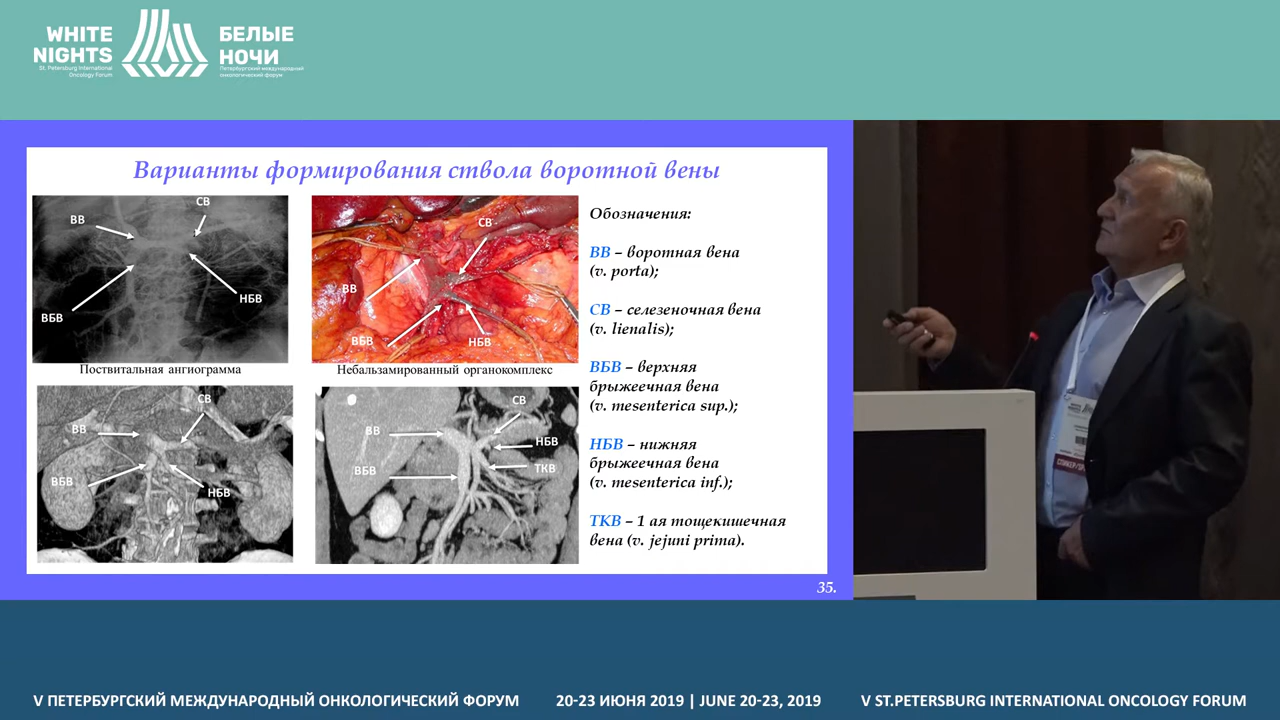 WHITE
NIGHTS
St. Petersburg International
Oncology Forum
БЕЛЫЕ
НОЧИ
Петербургский международный
онкологический форум
Варианты формирования ствола воротной вены
ВВ
СВ
ВБВ
НБВ
Поствитальная ангиограмма
СВ
ВВ
ВБВ
НБВ
Небальзамированный органокомплекс
СВ
ВВ
ВБВ
НБВ
СВ
ВВ
НБВ
ВБВ
ТКВ
Обозначения:
ВВ – воротная вена
(v. porta);
СВ – селезеночная вена
(v. lienalis);
ВБВ – верхняя
брыжеечная вена
(v. mesenterica sup.);
НБВ – нижняя
брыжеечная вена
(v. mesenterica inf.);
ТКВ – 1 ая тощекишечная
вена (v. jejuni prima).
35.
V ПЕТЕРБУРГСКИЙ МЕЖДУНАРОДНЫЙ ОНКОЛОГИЧЕСКИЙ ФОРУМ
20-23 ИЮНЯ 2019 | JUNE 20-23, 2019
V ST.PETERSBURG INTERNATIONAL ONCOLOGY FORUM